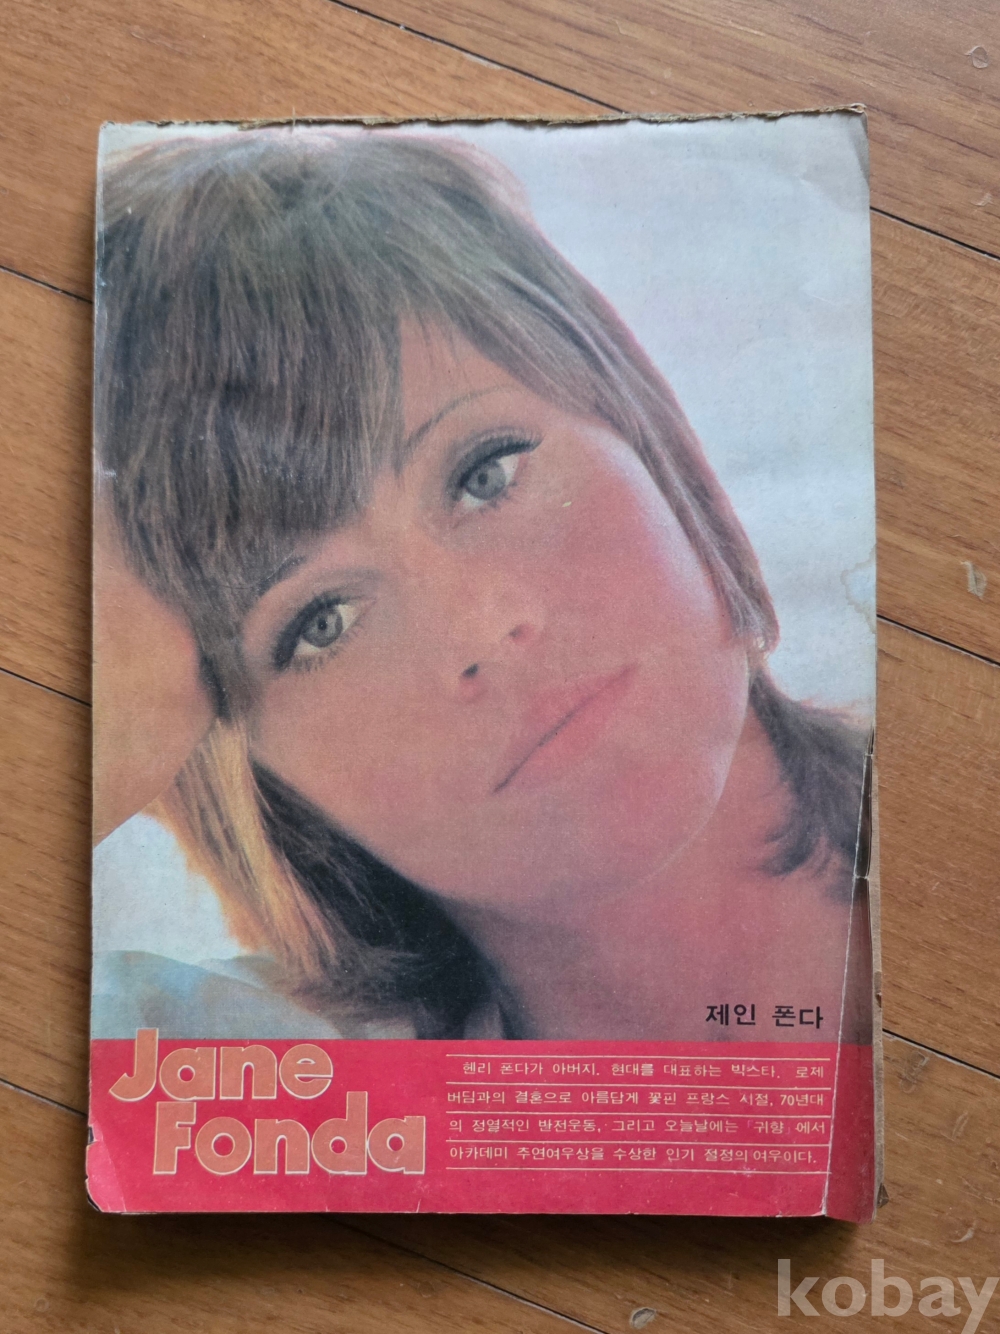 제인 폰다
Jane
Fonda
헨리 폰다가 아버지. 현대를 대표하는 빅스타. 로제
버딤과의 결혼으로 아름답게 꽃핀 프랑스 시절, 70년대
의 정열적인 반전운동, 그리고 오늘날에는 「귀향」에서
아카데미 주연여우상을 수상한 인기 절정의 여우이다.
kobay